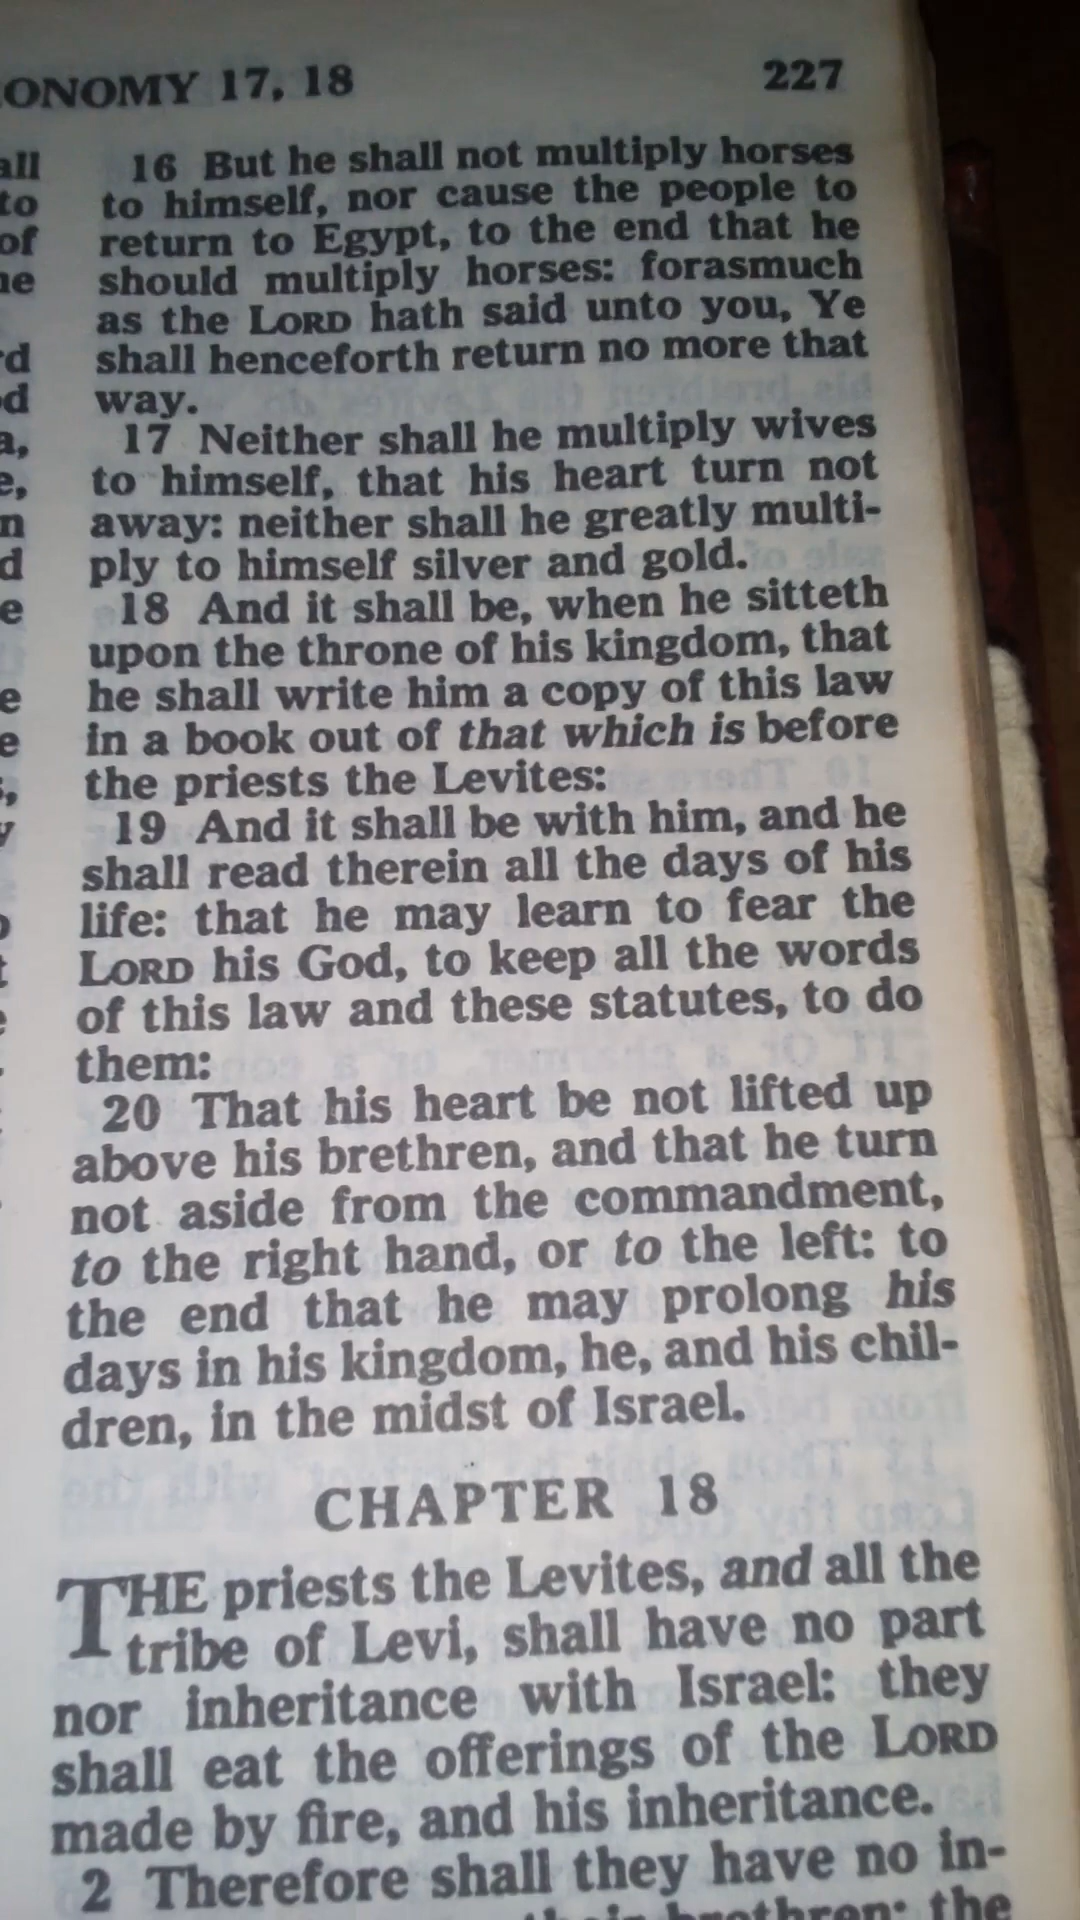 ONOMY 17, 18 227
all
to
of
16 But he shall not multiply horses
to himself, nor cause the people to
return to Egypt, to the end that he
should multiply horses: forasmuch
as the LORD hath said unto you, Ye
shall henceforth return no more that
way.
17 Neither shall he multiply wives
to himself, that his heart turn not
away: neither shall he greatly multi-
ply to himself silver and gold.
18 And it shall be, when he sitteth
upon the throne of his kingdom, that
he shall write him a copy of this law
in a book out of that which is before
the priests the Levites:
19 And it shall be with him, and he
shall read therein all the days of his
life: that he may learn to fear the
LORD his God, to keep all the words
of this law and these statutes, to do
them:
20 That his heart be not lifted up
above his brethren, and that he turn
not aside from the commandment,
to the right hand, or to the left: to
the end that he may prolong his
days in his kingdom, he, and his chil-
dren, in the midst of Israel.
CHAPTER 18
THE priests the Levites, and all the
tribe of Levi, shall have no part
nor inheritance with Israel: they
shall eat the offerings of the LORD
made by fire, and his inheritance.
2 Therefore shall they have no in-
brethren: the